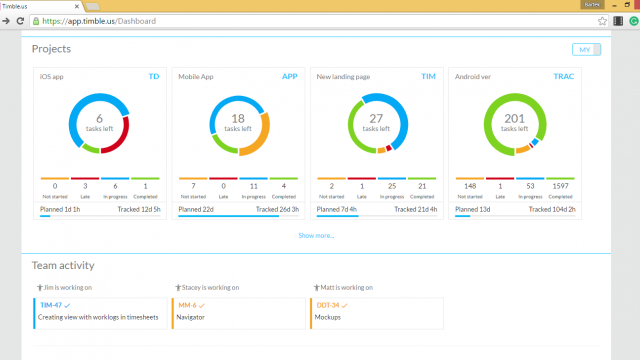 Timble.us
Bartek
https://app.timble.us/Dashboard
Projects
MY
iOS app TD
Mobile App APP
New landing page TIM
Android ver TRAC
6
tasks left
18
tasks left
27
tasks left
201
tasks left
0 3 6 1
Not started Late In progress Completed
7 0 11 4
Not started Late In progress Completed
2 1 25 21
Not started Late In progress Completed
148 1 53 1597
Not started Late In progress Completed
Planned 1d 1h Tracked 12d 5h
Planned 22d Tracked 26d 3h
Planned 7d 4h Tracked 21d 4h
Planned 13d Tracked 104d 2h
Show more...
Team activity
Jim is working on
Stacey is working on
Matt is working on
TIM-47
Creating view with worklogs in timesheets
MM-6
Navigator
DDT-34
Mockups